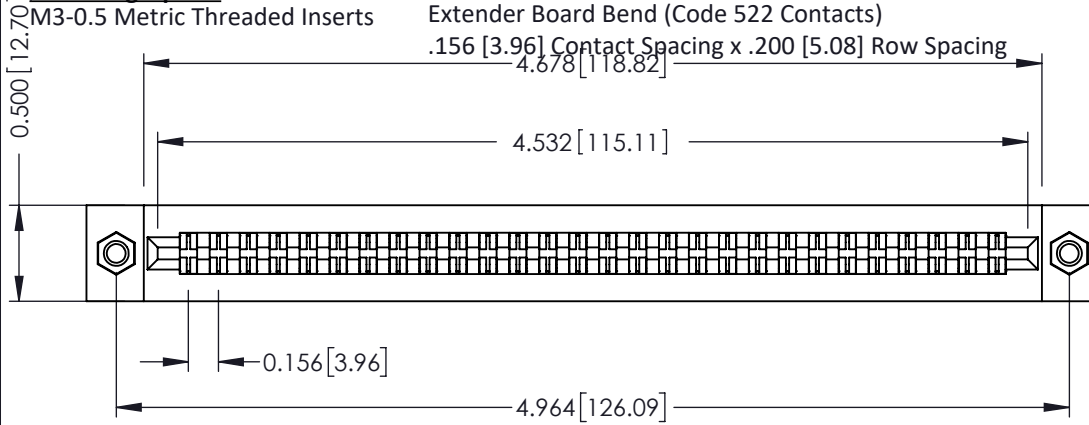 M3-0.5 Metric Threaded Inserts
Extender Board Bend (Code 522 Contacts)
.156 [3.96] Contact Spacing x .200 [5.08] Row Spacing
0.500 [12.70
4.678 [118.82]
4.532 [115.11]
0.156 [3.96]
4.964 [126.09]